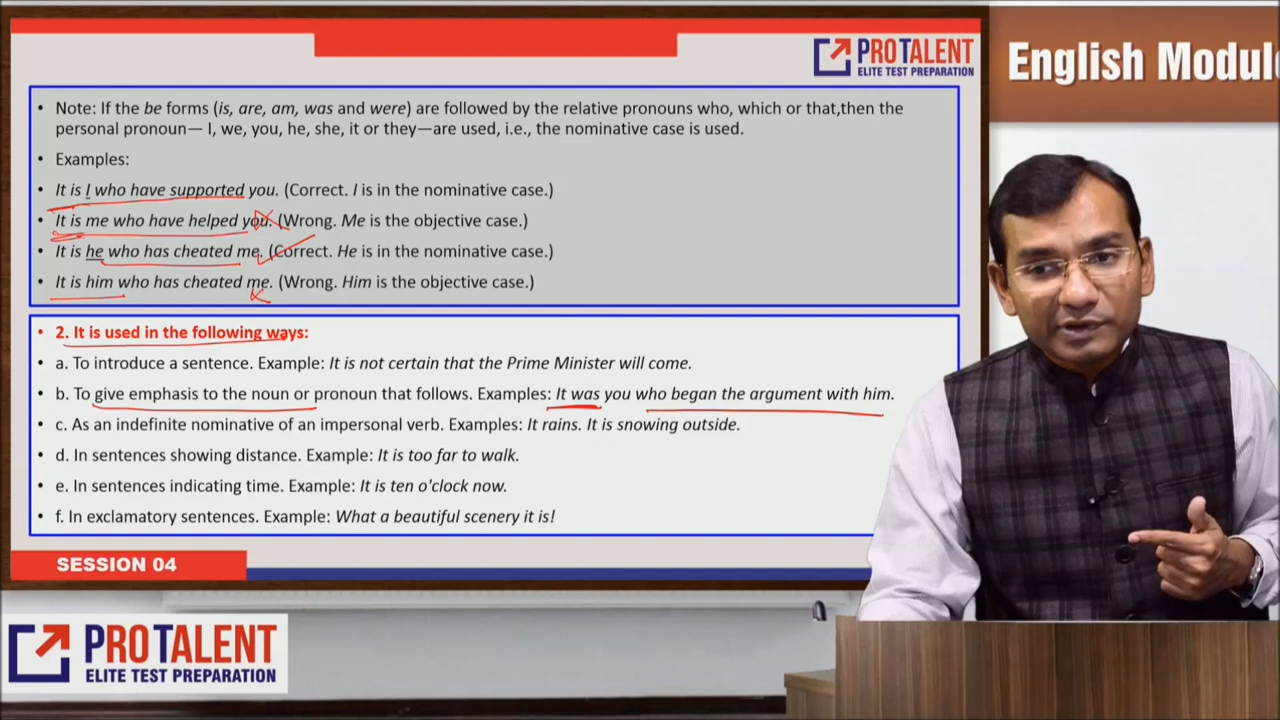 PROTALENT
ELITE TEST PREPARATION
English Module
• Note: If the be forms (is, are, am, was and were) are followed by the relative pronouns who, which or that,then the
personal pronoun— I, we, you, he, she, it or they—are used, i.e., the nominative case is used.
• Examples:
• It is I who have supported you. (Correct. I is in the nominative case.)
• It is me who have helped you. (Wrong. Me is the objective case.)
• It is he who has cheated me. (Correct. He is in the nominative case.)
• It is him who has cheated me. (Wrong. Him is the objective case.)
• 2. It is used in the following ways:
• a. To introduce a sentence. Example: It is not certain that the Prime Minister will come.
• b. To give emphasis to the noun or pronoun that follows. Examples: It was you who began the argument with him.
• c. As an indefinite nominative of an impersonal verb. Examples: It rains. It is snowing outside.
• d. In sentences showing distance. Example: It is too far to walk.
• e. In sentences indicating time. Example: It is ten o'clock now.
• f. In exclamatory sentences. Example: What a beautiful scenery it is!
SESSION 04
PROTALENT
ELITE TEST PREPARATION